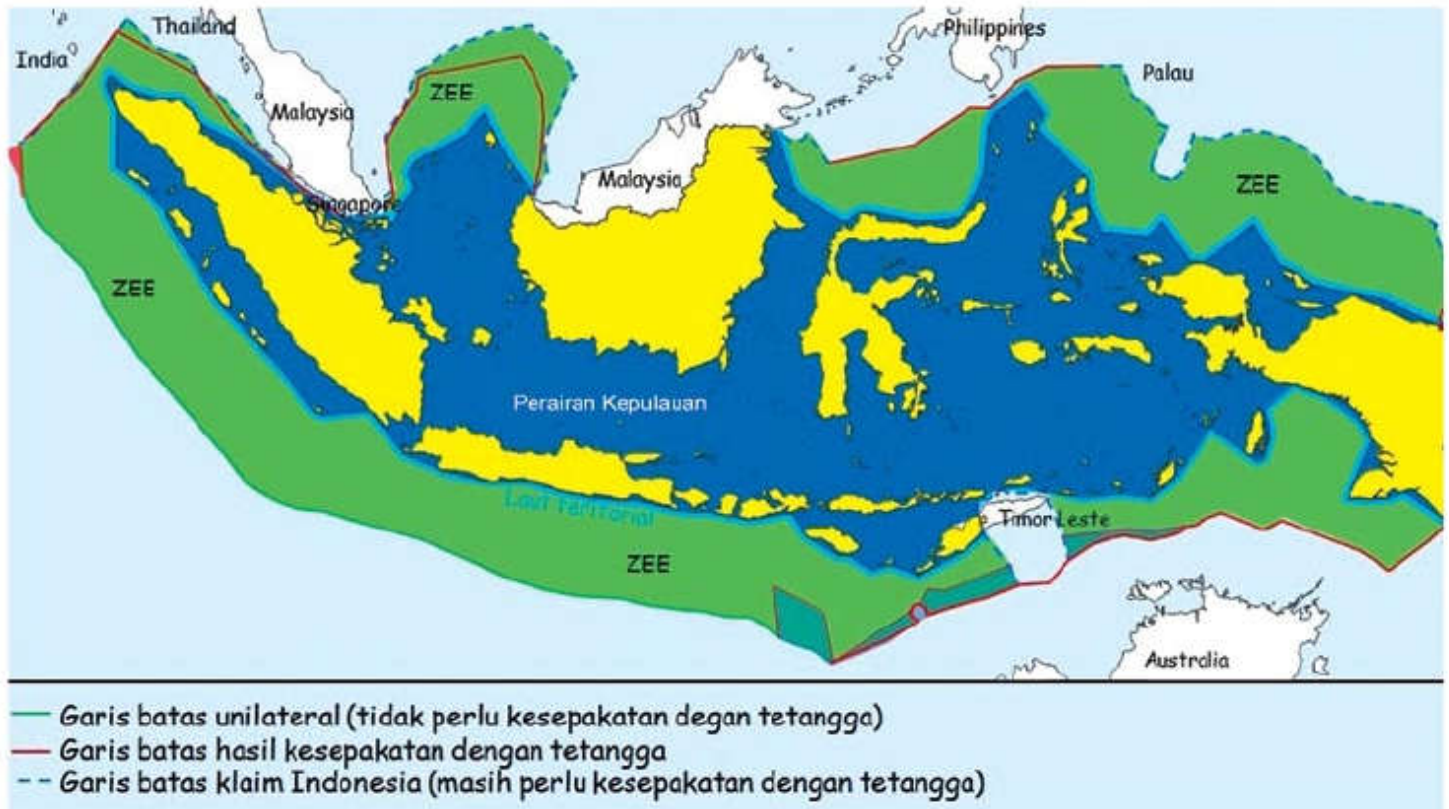 Thailand
Philippines
India
Palau
ZEE
Malaysia
Malaysia
ZEE
Singapore
ZEE
Perairan Kepulauan
Laut teritorial
Timor Leste
ZEE
Australia
Garis batas unilateral (tidak perlu kesepakatan degan tetangga)
Garis batas hasil kesepakatan dengan tetangga
Garis batas klaim Indonesia (masih perlu kesepakatan dengan tetangga)